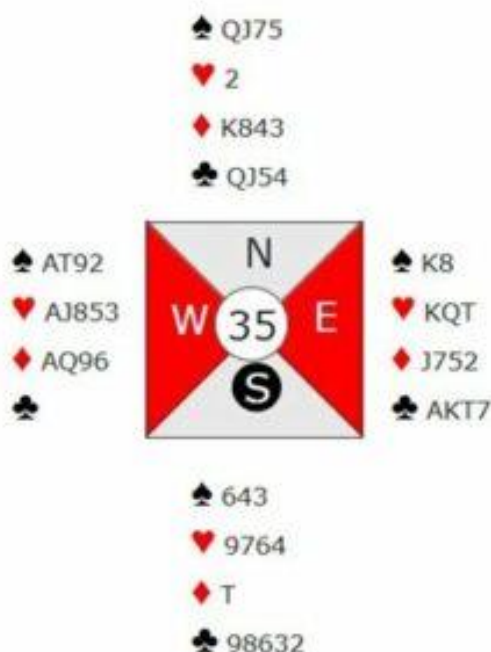 ♠ QJ75
♥ 2
♦ K843
♣ QJ54
N
♠ AT92
♥ AJ853
♦ AQ96
♣
W 35 E
♠ K8
♥ KQT
♦ J752
♣ AKT7
S
♠ 643
♥ 9764
♦ T
♣ 98632